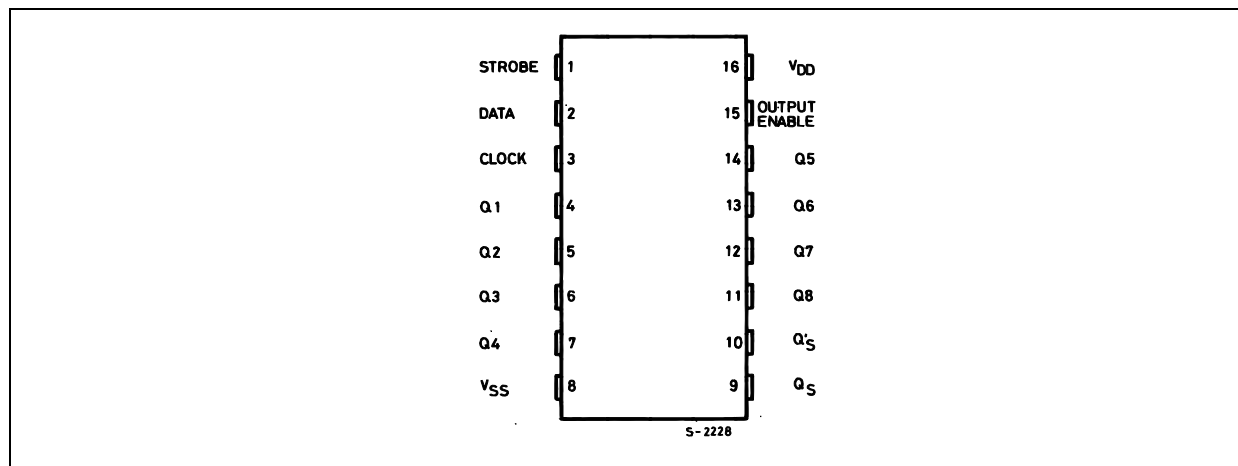 STROBE 1 16 VDD
DATA 2 15 OUTPUT ENABLE
CLOCK 3 14 Q5
Q1 4 13 Q6
Q2 5 12 Q7
Q3 6 11 Q8
Q4 7 10 Q'S
VSS 8 9 QS
S-2228